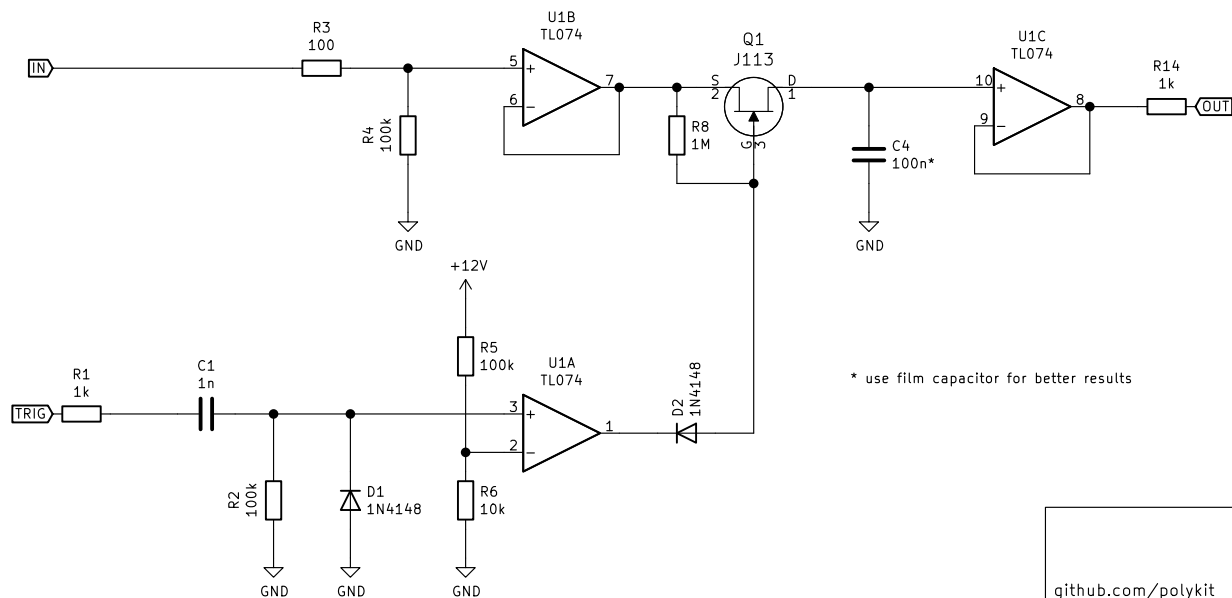 IN
R3
100
R4
100k
GND
U1B
TL074
5
6
7
+
-
R8
1M
Q1
J113
S
2
D
1
G
3
C4
100n*
GND
U1C
TL074
10
9
8
+
-
R14
1k
OUT
+12V
R5
100k
TRIG
R1
1k
C1
1n
R2
100k
GND
D1
1N4148
GND
R6
10k
GND
U1A
TL074
3
2
1
+
-
D2
1N4148
* use film capacitor for better results
github.com/polykit